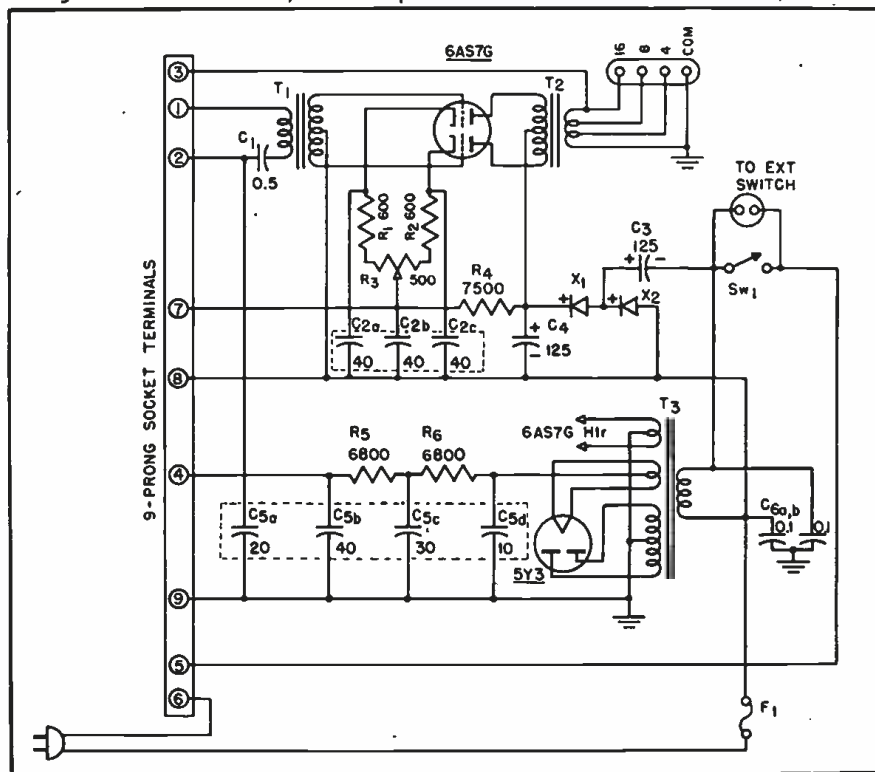 6AS7G
16 8 4 COM
3
T1
T2
1
C1
2
0.5
TO EXT
SWITCH
R1 600
R2 600
C3
125
+ -
R3 500
R4
7500
X1
X2
+
+
Sw1
7
C2a
C2b
C2c
40
40
40
+
C4
-
125
8
9-PRONG SOCKET TERMINALS
T3
6AS7G Htr
R5
6800
R6
6800
4
C5a
20
C5b
40
C5c
30
C5d
10
C6a,b
0.1
0.1
5Y3
9
5
6
F1